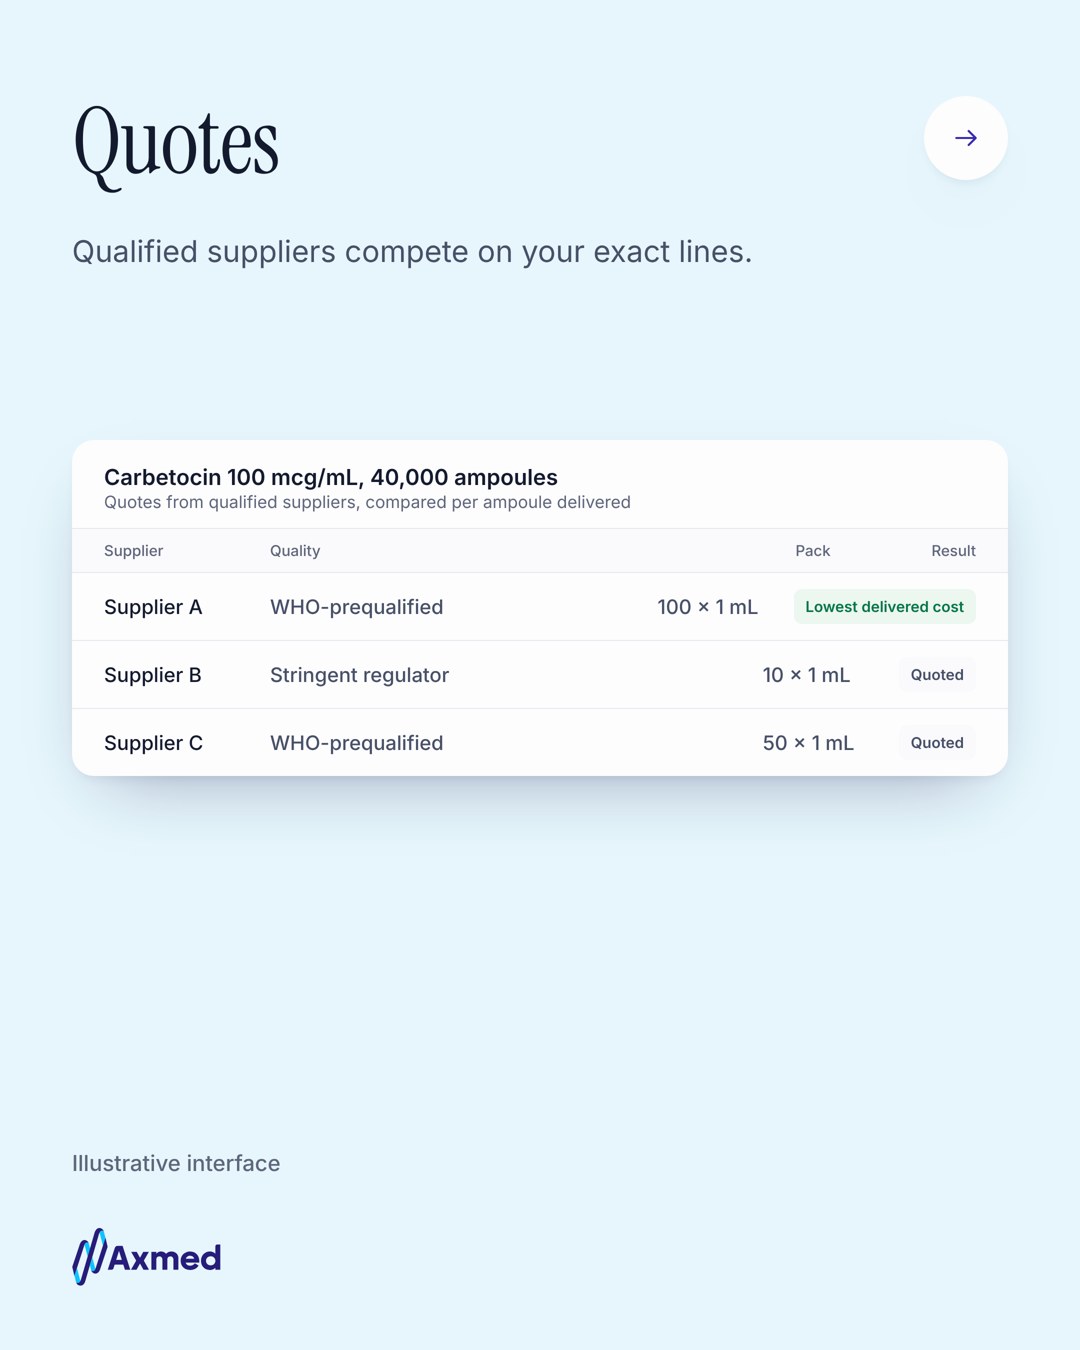 Quotes
Qualified suppliers compete on your exact lines.
Carbetocin 100 mcg/mL, 40,000 ampoules
Quotes from qualified suppliers, compared per ampoule delivered
Supplier Quality Pack Result
Supplier A WHO-prequalified 100 × 1 mL Lowest delivered cost
Supplier B Stringent regulator 10 × 1 mL Quoted
Supplier C WHO-prequalified 50 × 1 mL Quoted
Illustrative interface
Axmed